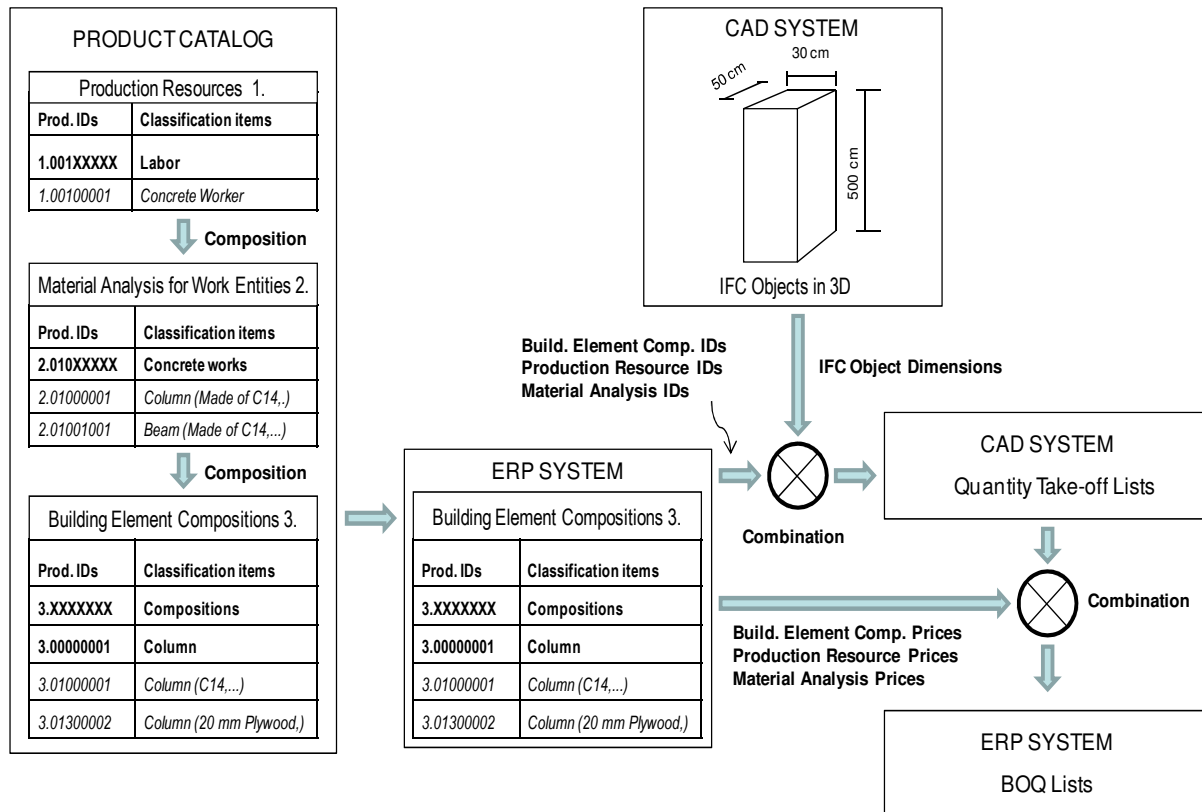 PRODUCT CATALOG
Production Resources 1.
Prod. IDs Classification items
1.001XXXXX Labor
1.00100001 Concrete Worker
Composition
Material Analysis for Work Entities 2.
Prod. IDs Classification items
2.010XXXXX Concrete works
2.01000001 Column (Made of C14,.)
2.01001001 Beam (Made of C14,...)
Composition
Building Element Compositions 3.
Prod. IDs Classification items
3.XXXXXXX Compositions
3.00000001 Column
3.01000001 Column (C14,...)
3.01300002 Column (20 mm Plywood,)
ERP SYSTEM
Building Element Compositions 3.
Prod. IDs Classification items
3.XXXXXXX Compositions
3.00000001 Column
3.01000001 Column (C14,...)
3.01300002 Column (20 mm Plywood,)
CAD SYSTEM
30 cm
50 cm
500 cm
IFC Objects in 3D
Build. Element Comp. IDs
Production Resource IDs
Material Analysis IDs
IFC Object Dimensions
Combination
CAD SYSTEM
Quantity Take-off Lists
Combination
Build. Element Comp. Prices
Production Resource Prices
Material Analysis Prices
ERP SYSTEM
BOQ Lists